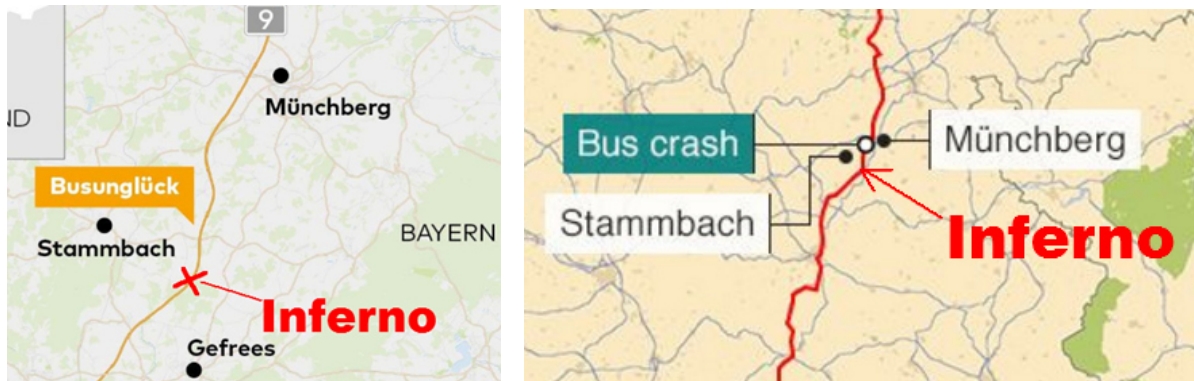 9
Münchberg
ND
Busunglück
Stammbach
BAYERN
Inferno
Gefrees
Bus crash
Münchberg
Stammbach
Inferno